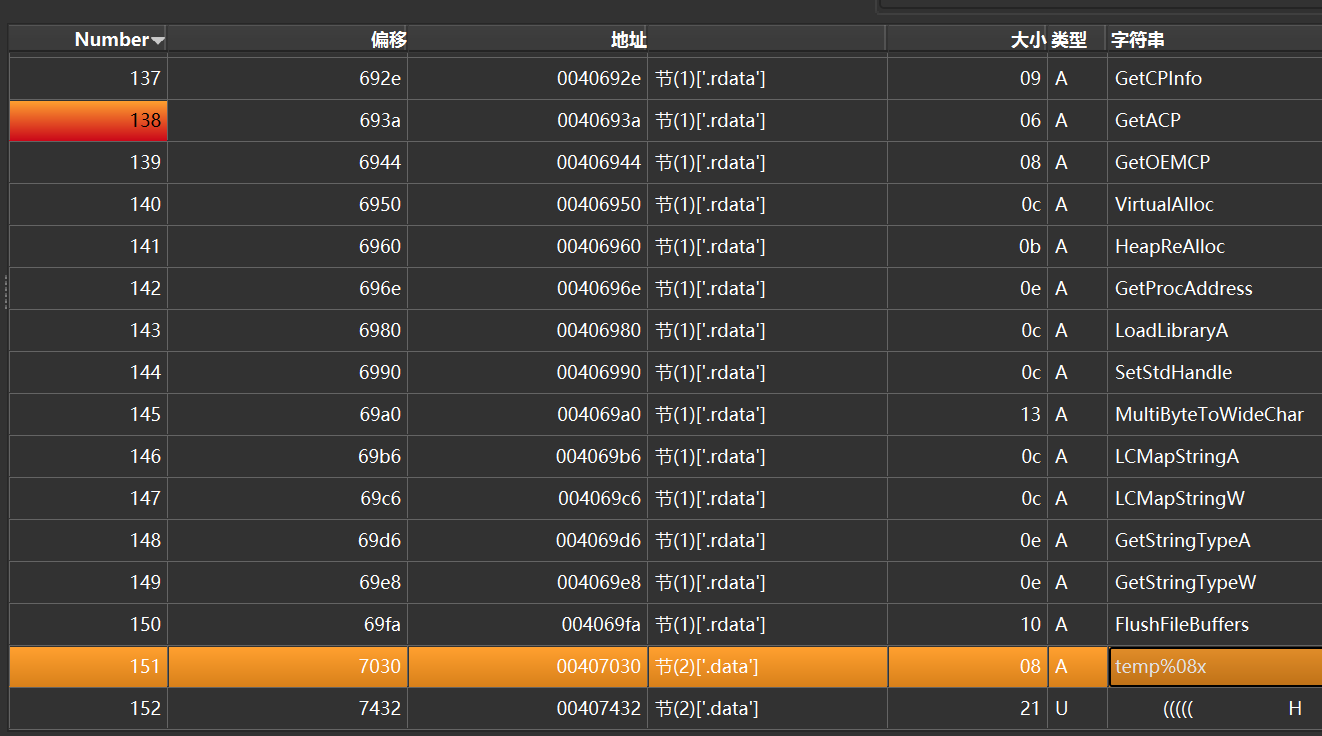 Number 偏移 地址 大小 类型 字符串
137 692e 0040692e 节(1)['.rdata'] 09 A GetCPInfo
138 693a 0040693a 节(1)['.rdata'] 06 A GetACP
139 6944 00406944 节(1)['.rdata'] 08 A GetOEMCP
140 6950 00406950 节(1)['.rdata'] 0c A VirtualAlloc
141 6960 00406960 节(1)['.rdata'] 0b A HeapReAlloc
142 696e 0040696e 节(1)['.rdata'] 0e A GetProcAddress
143 6980 00406980 节(1)['.rdata'] 0c A LoadLibraryA
144 6990 00406990 节(1)['.rdata'] 0c A SetStdHandle
145 69a0 004069a0 节(1)['.rdata'] 13 A MultiByteToWideChar
146 69b6 004069b6 节(1)['.rdata'] 0c A LCMapStringA
147 69c6 004069c6 节(1)['.rdata'] 0c A LCMapStringW
148 69d6 004069d6 节(1)['.rdata'] 0e A GetStringTypeA
149 69e8 004069e8 节(1)['.rdata'] 0e A GetStringTypeW
150 69fa 004069fa 节(1)['.rdata'] 10 A FlushFileBuffers
151 7030 00407030 节(2)['.data'] 08 A temp%08x
152 7432 00407432 节(2)['.data'] 21 U ((((( H